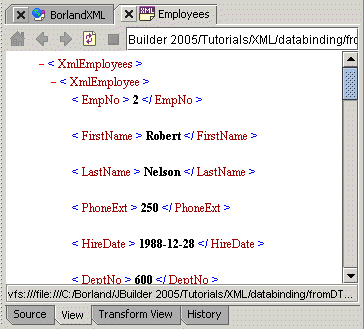 BorlandXML Employees
Builder 2005/Tutorials/XML/databinding/fro
− < XmlEmployees >
− < XmlEmployee >
< EmpNo > 2 </ EmpNo >
< FirstName > Robert </ FirstName >
< LastName > Nelson </ LastName >
< PhoneExt > 250 </ PhoneExt >
< HireDate > 1988-12-28 </ HireDate >
< DeptNo > 600 </ DeptNo >
vfs:///file:///C:/Borland/JBuilder 2005/Tutorials/XML/databinding/fromDT...
Source View Transform View History